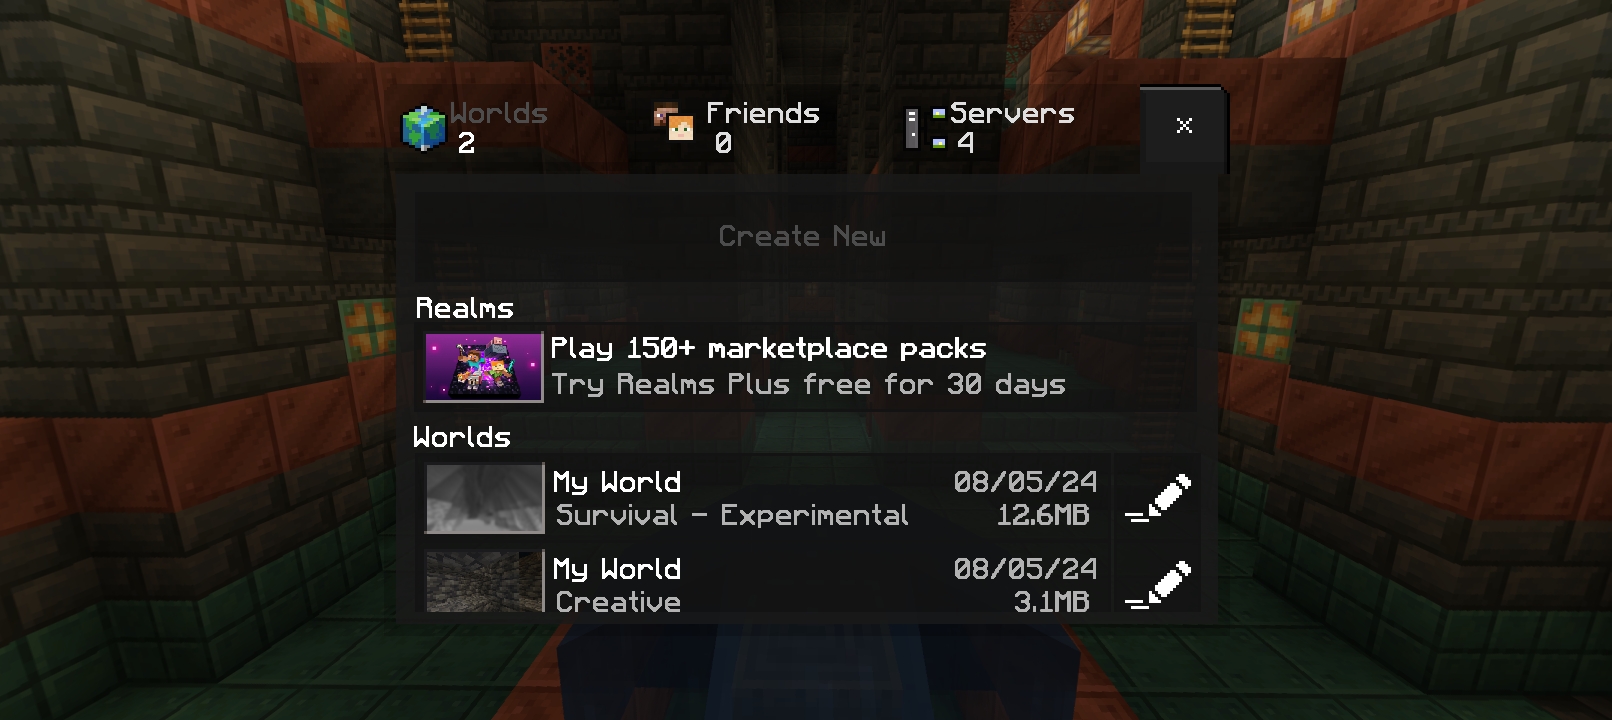 Worlds
2
Friends
0
Servers
4
Create New
Realms
Play 150+ marketplace packs
Try Realms Plus free for 30 days
Worlds
My World
08/05/24
Survival - Experimental
12.6MB
My World
08/05/24
Creative
3.1MB